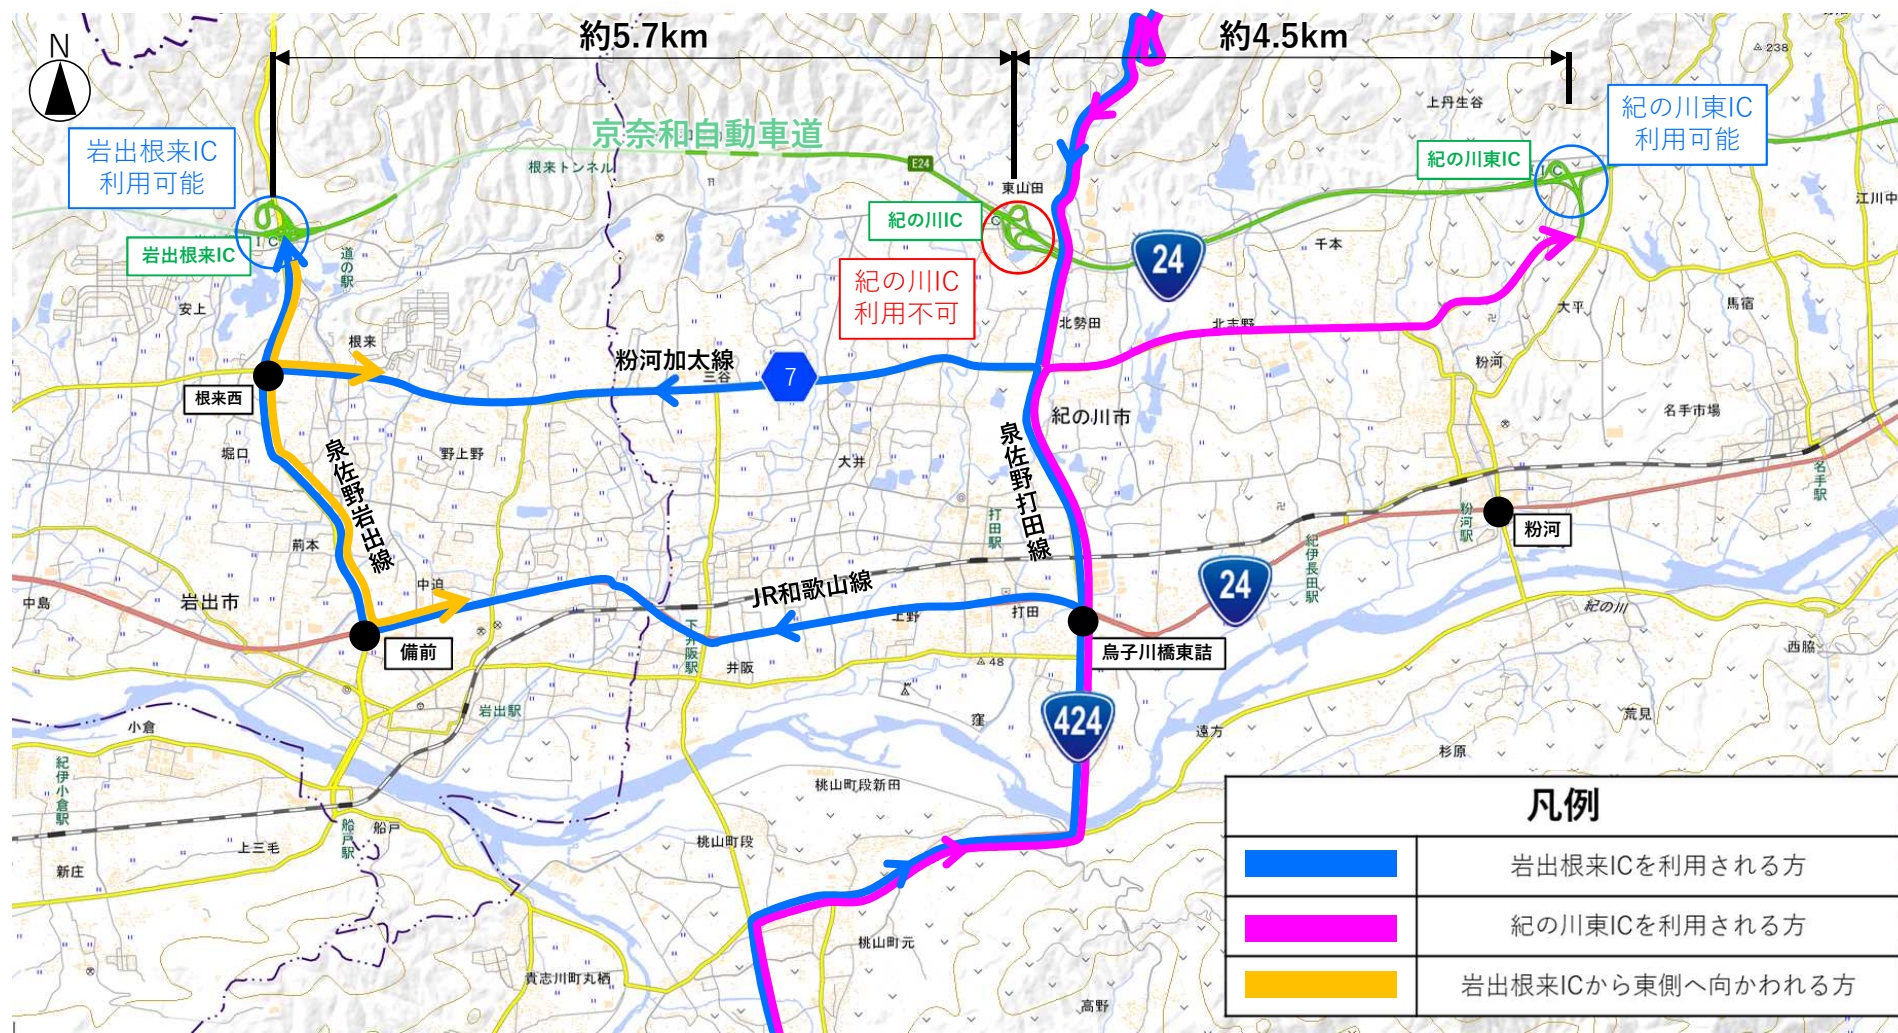 約5.7km
約4.5km
N
238
上丹生谷
岩出根来IC
利用可能
京奈和自動車道
紀の川東IC
利用可能
根来トンネル
E24
紀の川東IC
東山田
江川中
紀の川IC
岩出根来IC
道の駅
24
千本
紀の川IC
利用不可
安上
根来
北勢田
北志野
大平
馬宿
粉河加太線
三谷
7
粉河
根来西
紀の川市
名手市場
堀口
野上野
大井
泉佐野岩出線
泉佐野打田線
打田駅
名手駅
粉河駅
粉河
紀伊長田駅
荊本
中迫
中島
岩出市
JR和歌山線
24
上野
打田
紀の川
備前
下井阪駅
井阪
48
烏子川橋東詰
西脇
岩出駅
小倉
窪
424
遠方
荒見
杉原
紀伊小倉駅
桃山町段新田
船戸駅
船戸
上三毛
桃山町段
新庄
桃山町元
貴志川町丸栖
高野
凡例
岩出根来ICを利用される方
紀の川東ICを利用される方
岩出根来ICから東側へ向かわれる方